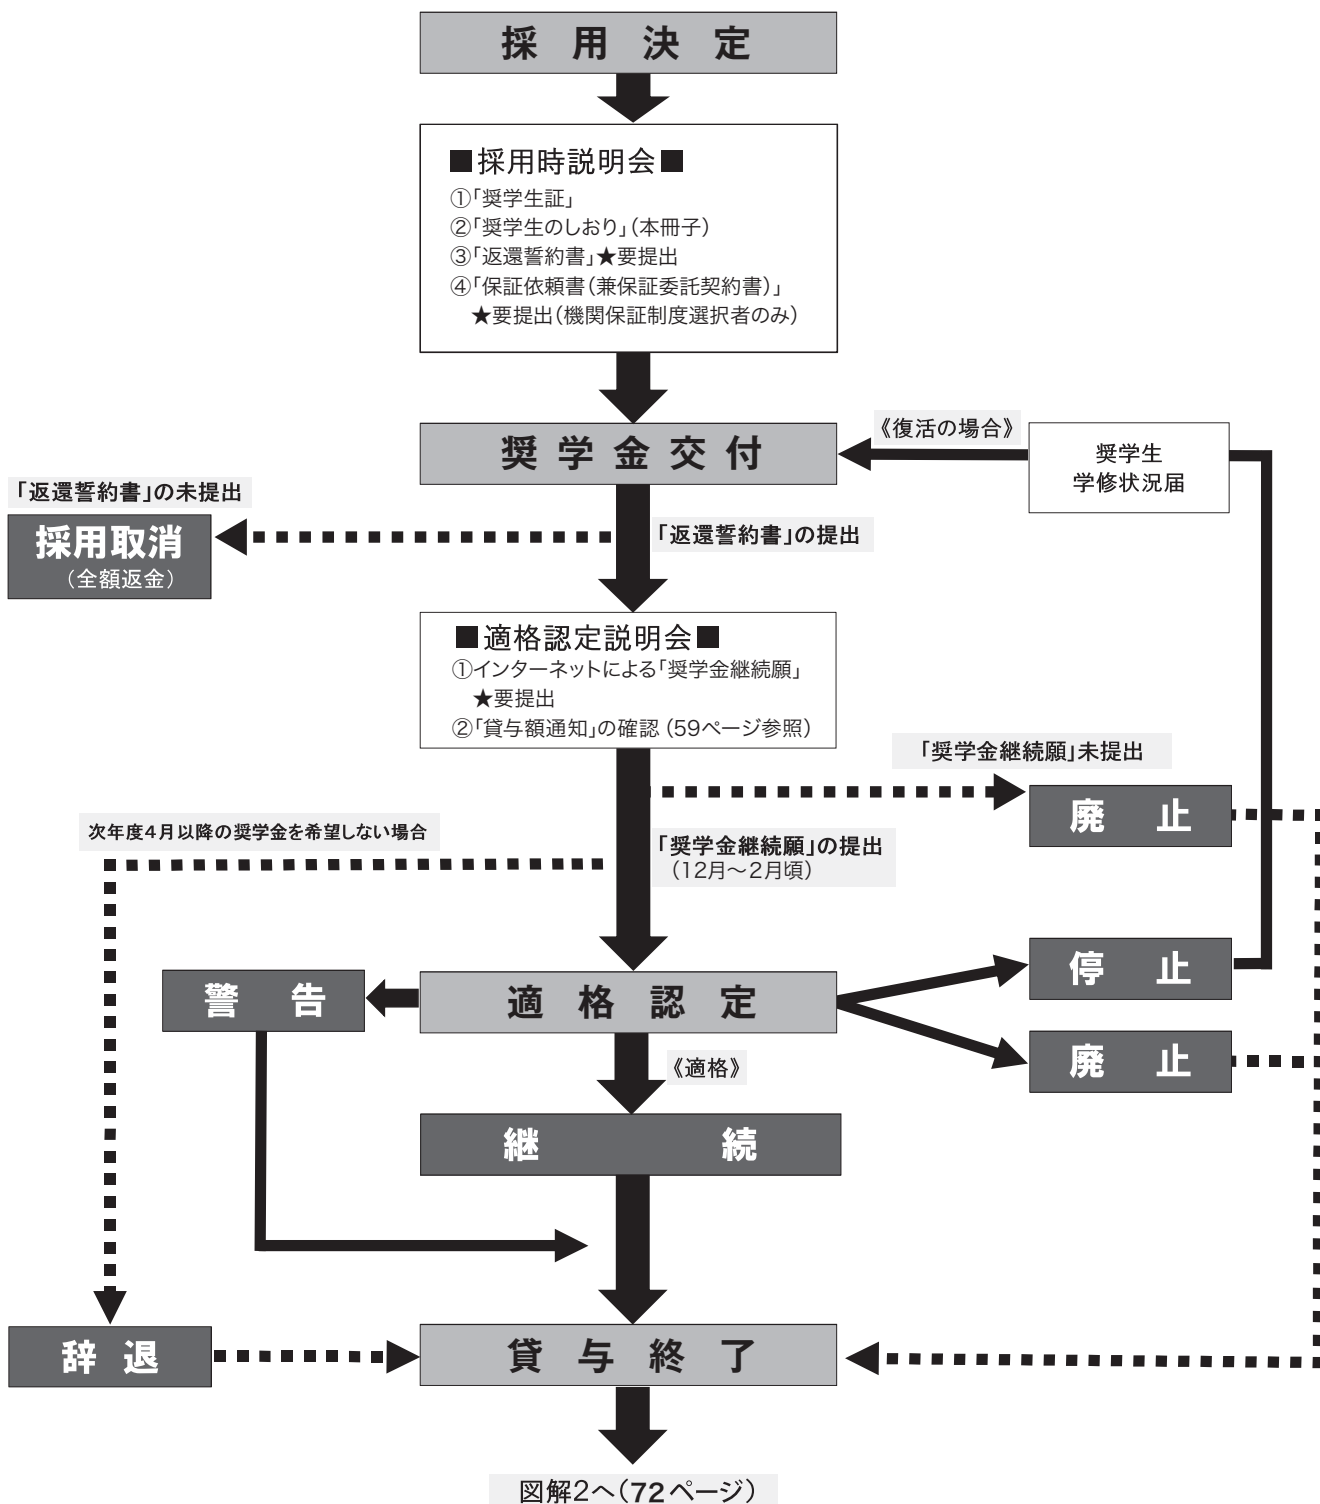 採用決定
■採用時説明会■
①「奨学生証」
②「奨学生のしおり」(本冊子)
③「返還誓約書」★要提出
④「保証依頼書(兼保証委託契約書)」
★要提出(機関保証制度選択者のみ)
奨学金交付
《復活の場合》
奨学生
学修状況届
「返還誓約書」の未提出
採用取消
(全額返金)
「返還誓約書」の提出
■適格認定説明会■
①インターネットによる「奨学金継続願」
★要提出
②「貸与額通知」の確認(59ページ参照)
「奨学金継続願」未提出
廃止
次年度4月以降の奨学金を希望しない場合
「奨学金継続願」の提出
(12月～2月頃)
警告
適格認定
停止
廃止
《適格》
継続
辞退
貸与終了
図解2へ(72ページ)